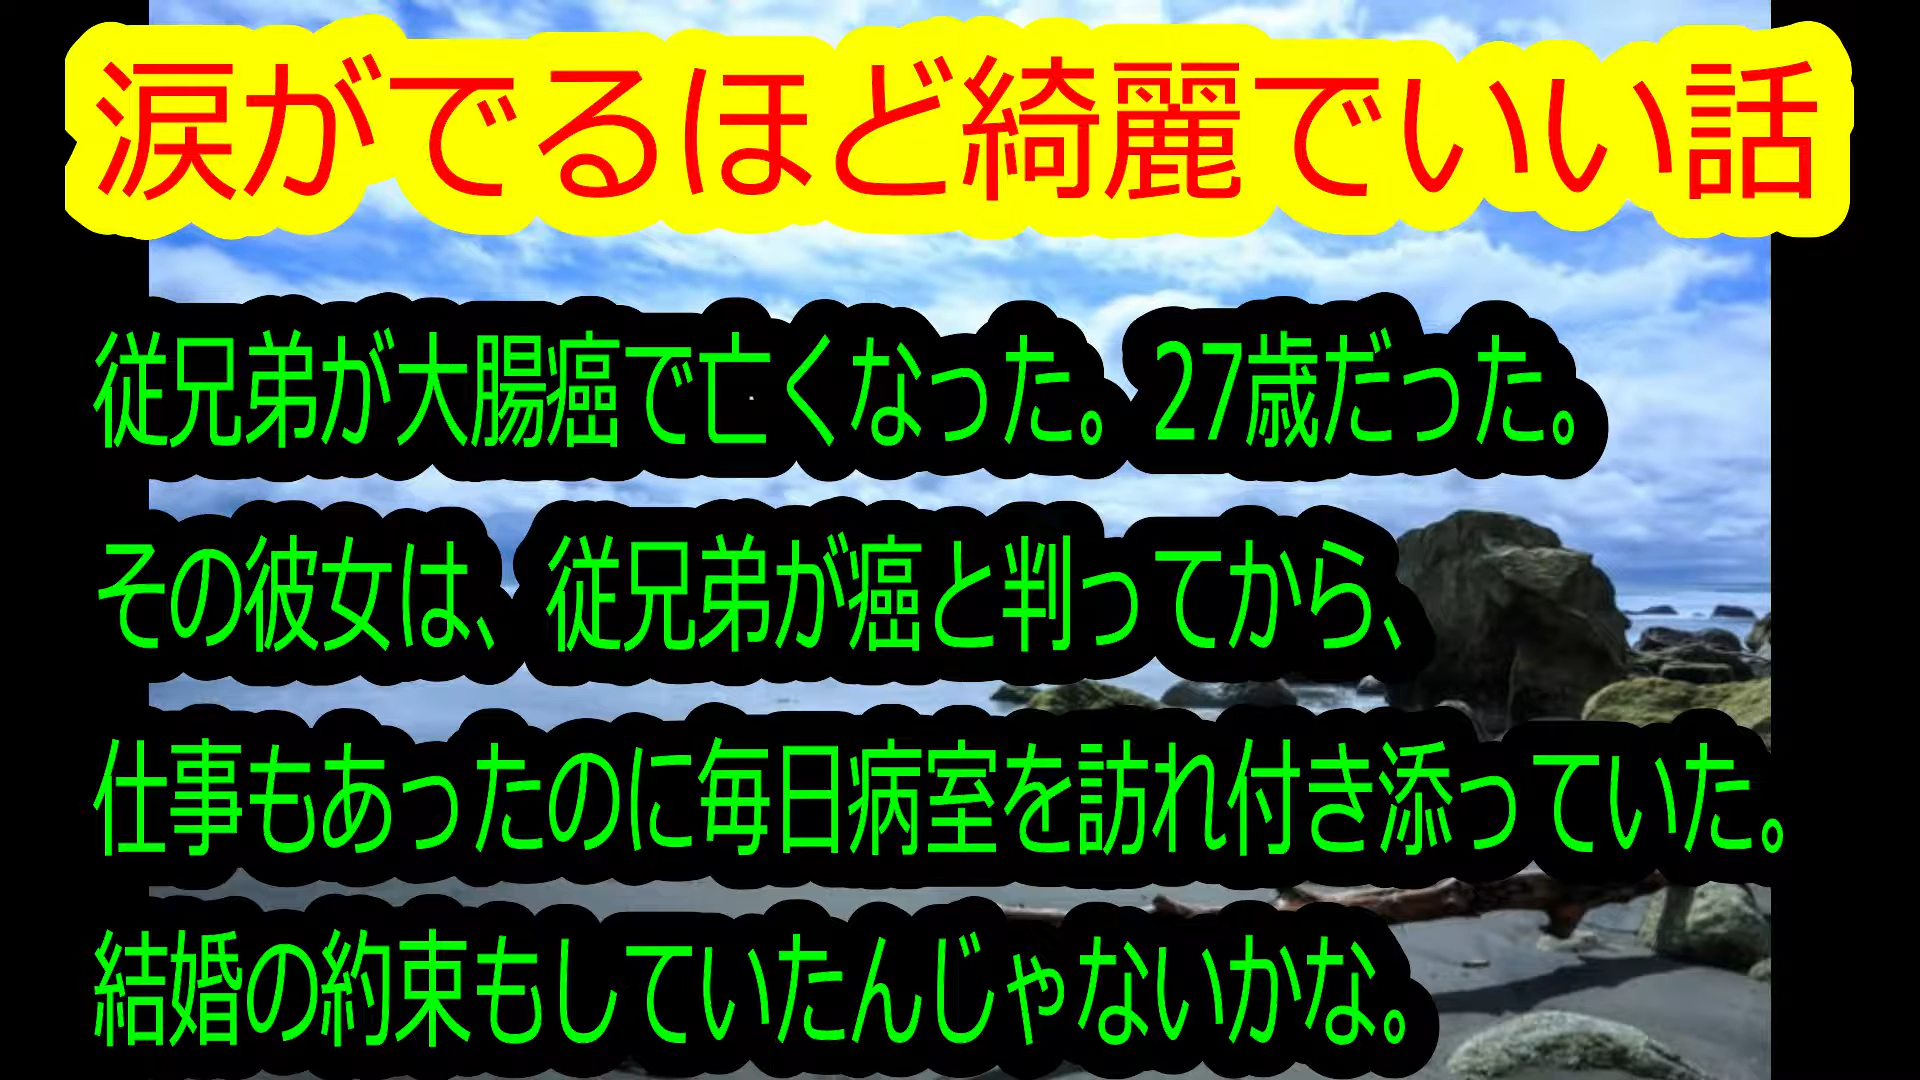 涙がでるほど綺麗でいい話
従兄弟が大腸癌で亡くなった。27歳だった。
その彼女は、従兄弟が癌と判ってから、
仕事もあったのに毎日病室を訪れ付き添っていた。
結婚の約束もしていたんじゃないかな。